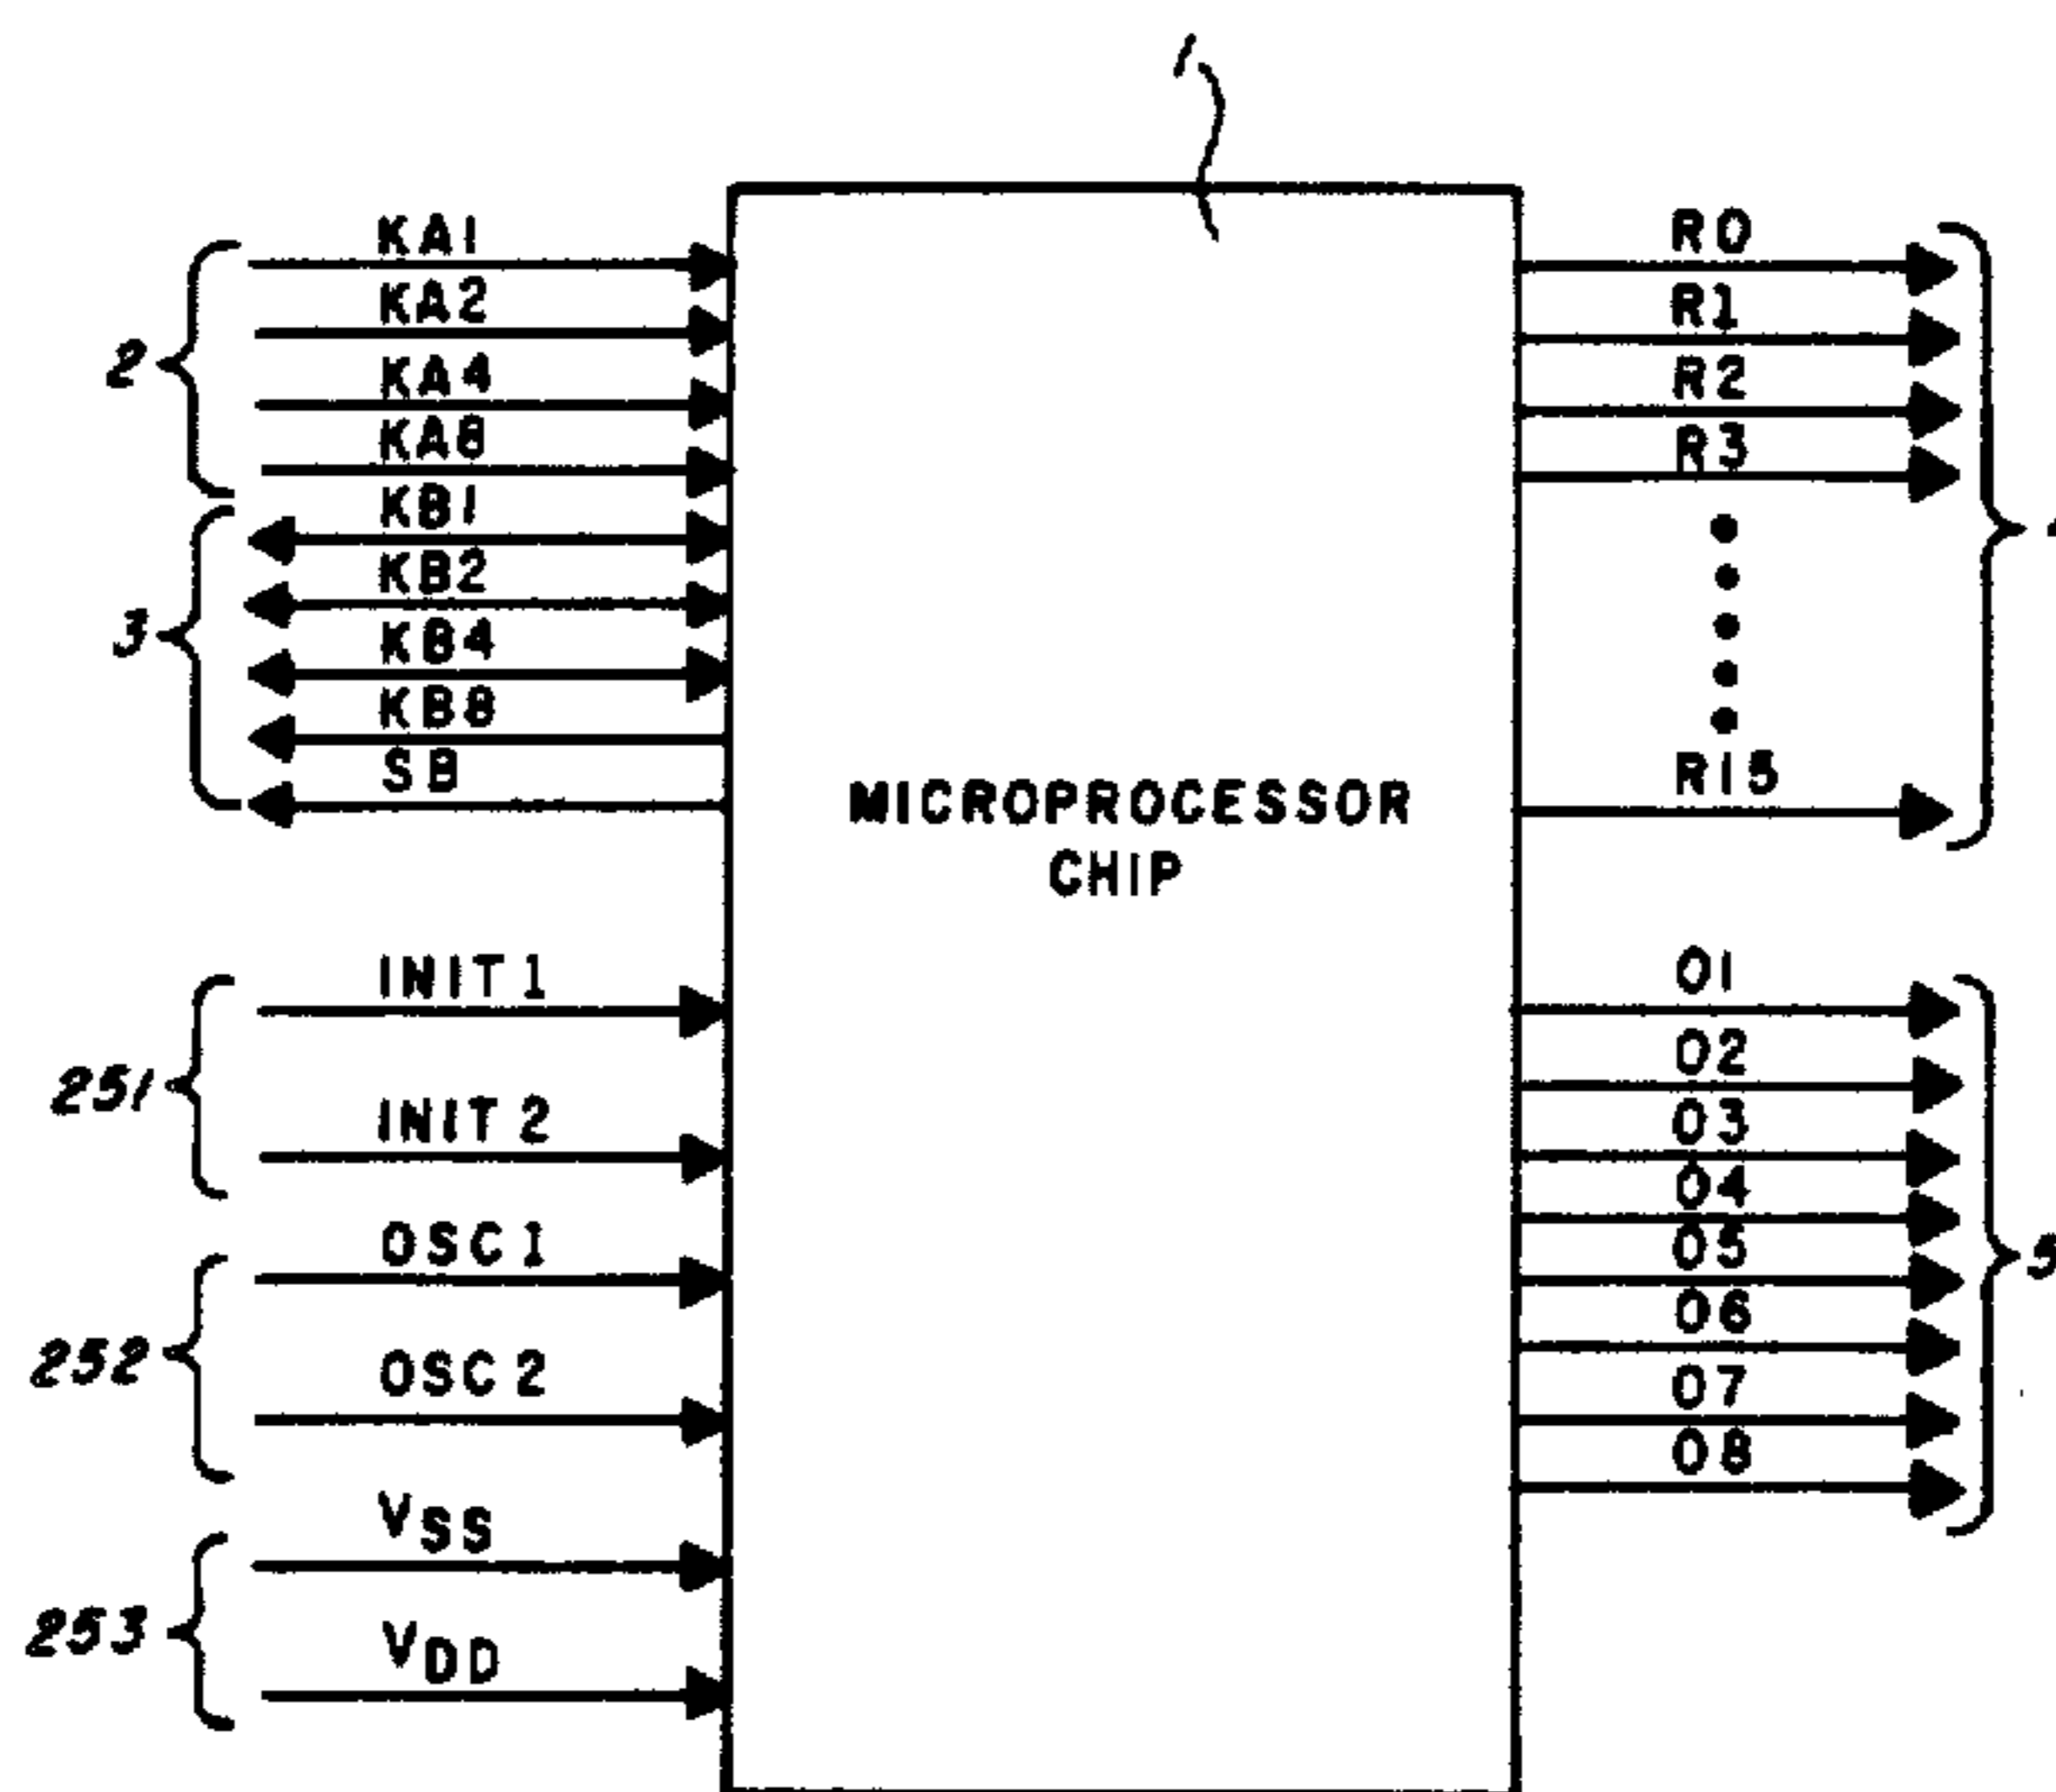 1
KA1
KA2
2
KA4
KA8
KB1
KB2
3
KB4
KB8
SB
INIT 1
251
INIT 2
OSC 1
252
OSC 2
VSS
253
VDD
MICROPROCESSOR
CHIP
R0
R1
R2
R3
R15
O1
O2
O3
O4
O5
5
O6
O7
O8